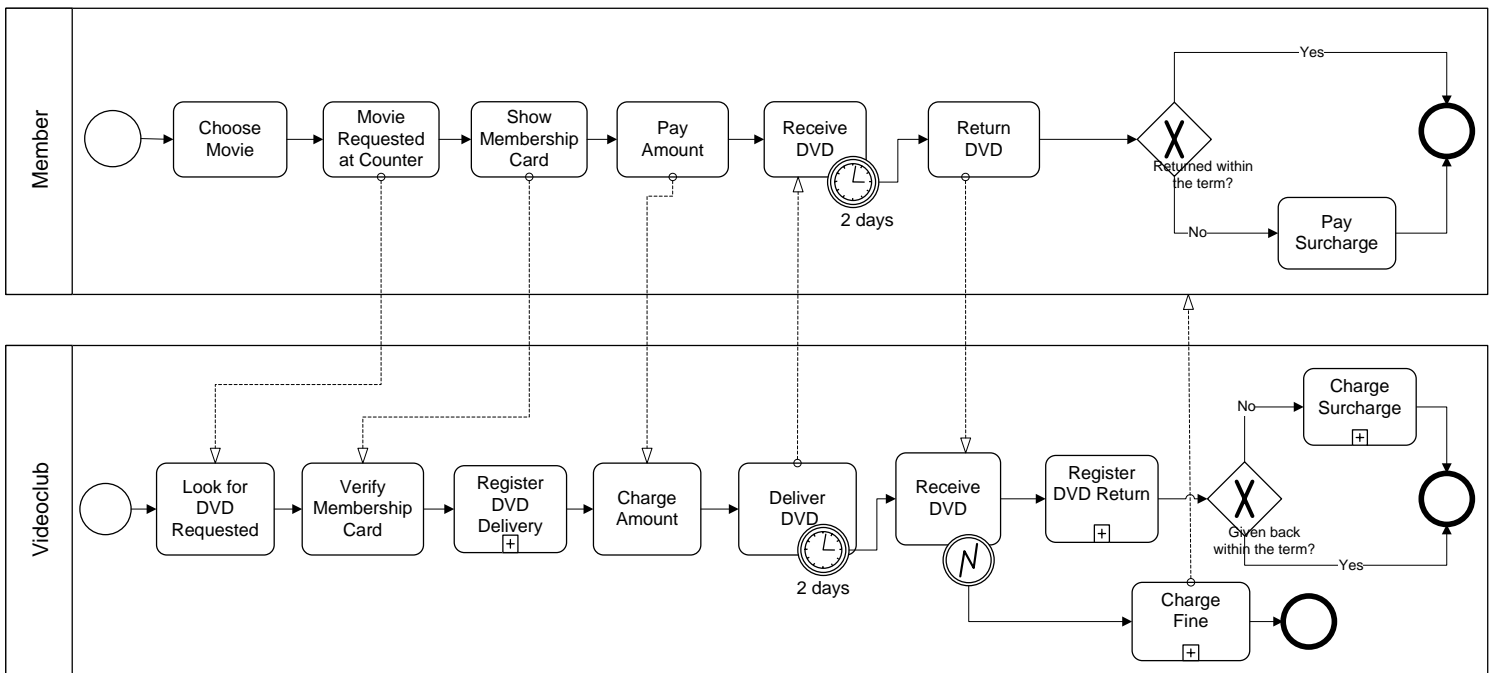 Member
Choose
Movie
Movie
Requested
at Counter
Show
Membership
Card
Pay
Amount
Receive
DVD
2 days
Return
DVD
Returned within
the term?
Yes
No
Pay
Surcharge
Videoclub
Look for
DVD
Requested
Verify
Membership
Card
Register
DVD
Delivery
Charge
Amount
Deliver
DVD
2 days
Receive
DVD
Register
DVD Return
Given back
within the term?
No
Charge
Surcharge
Yes
Charge
Fine